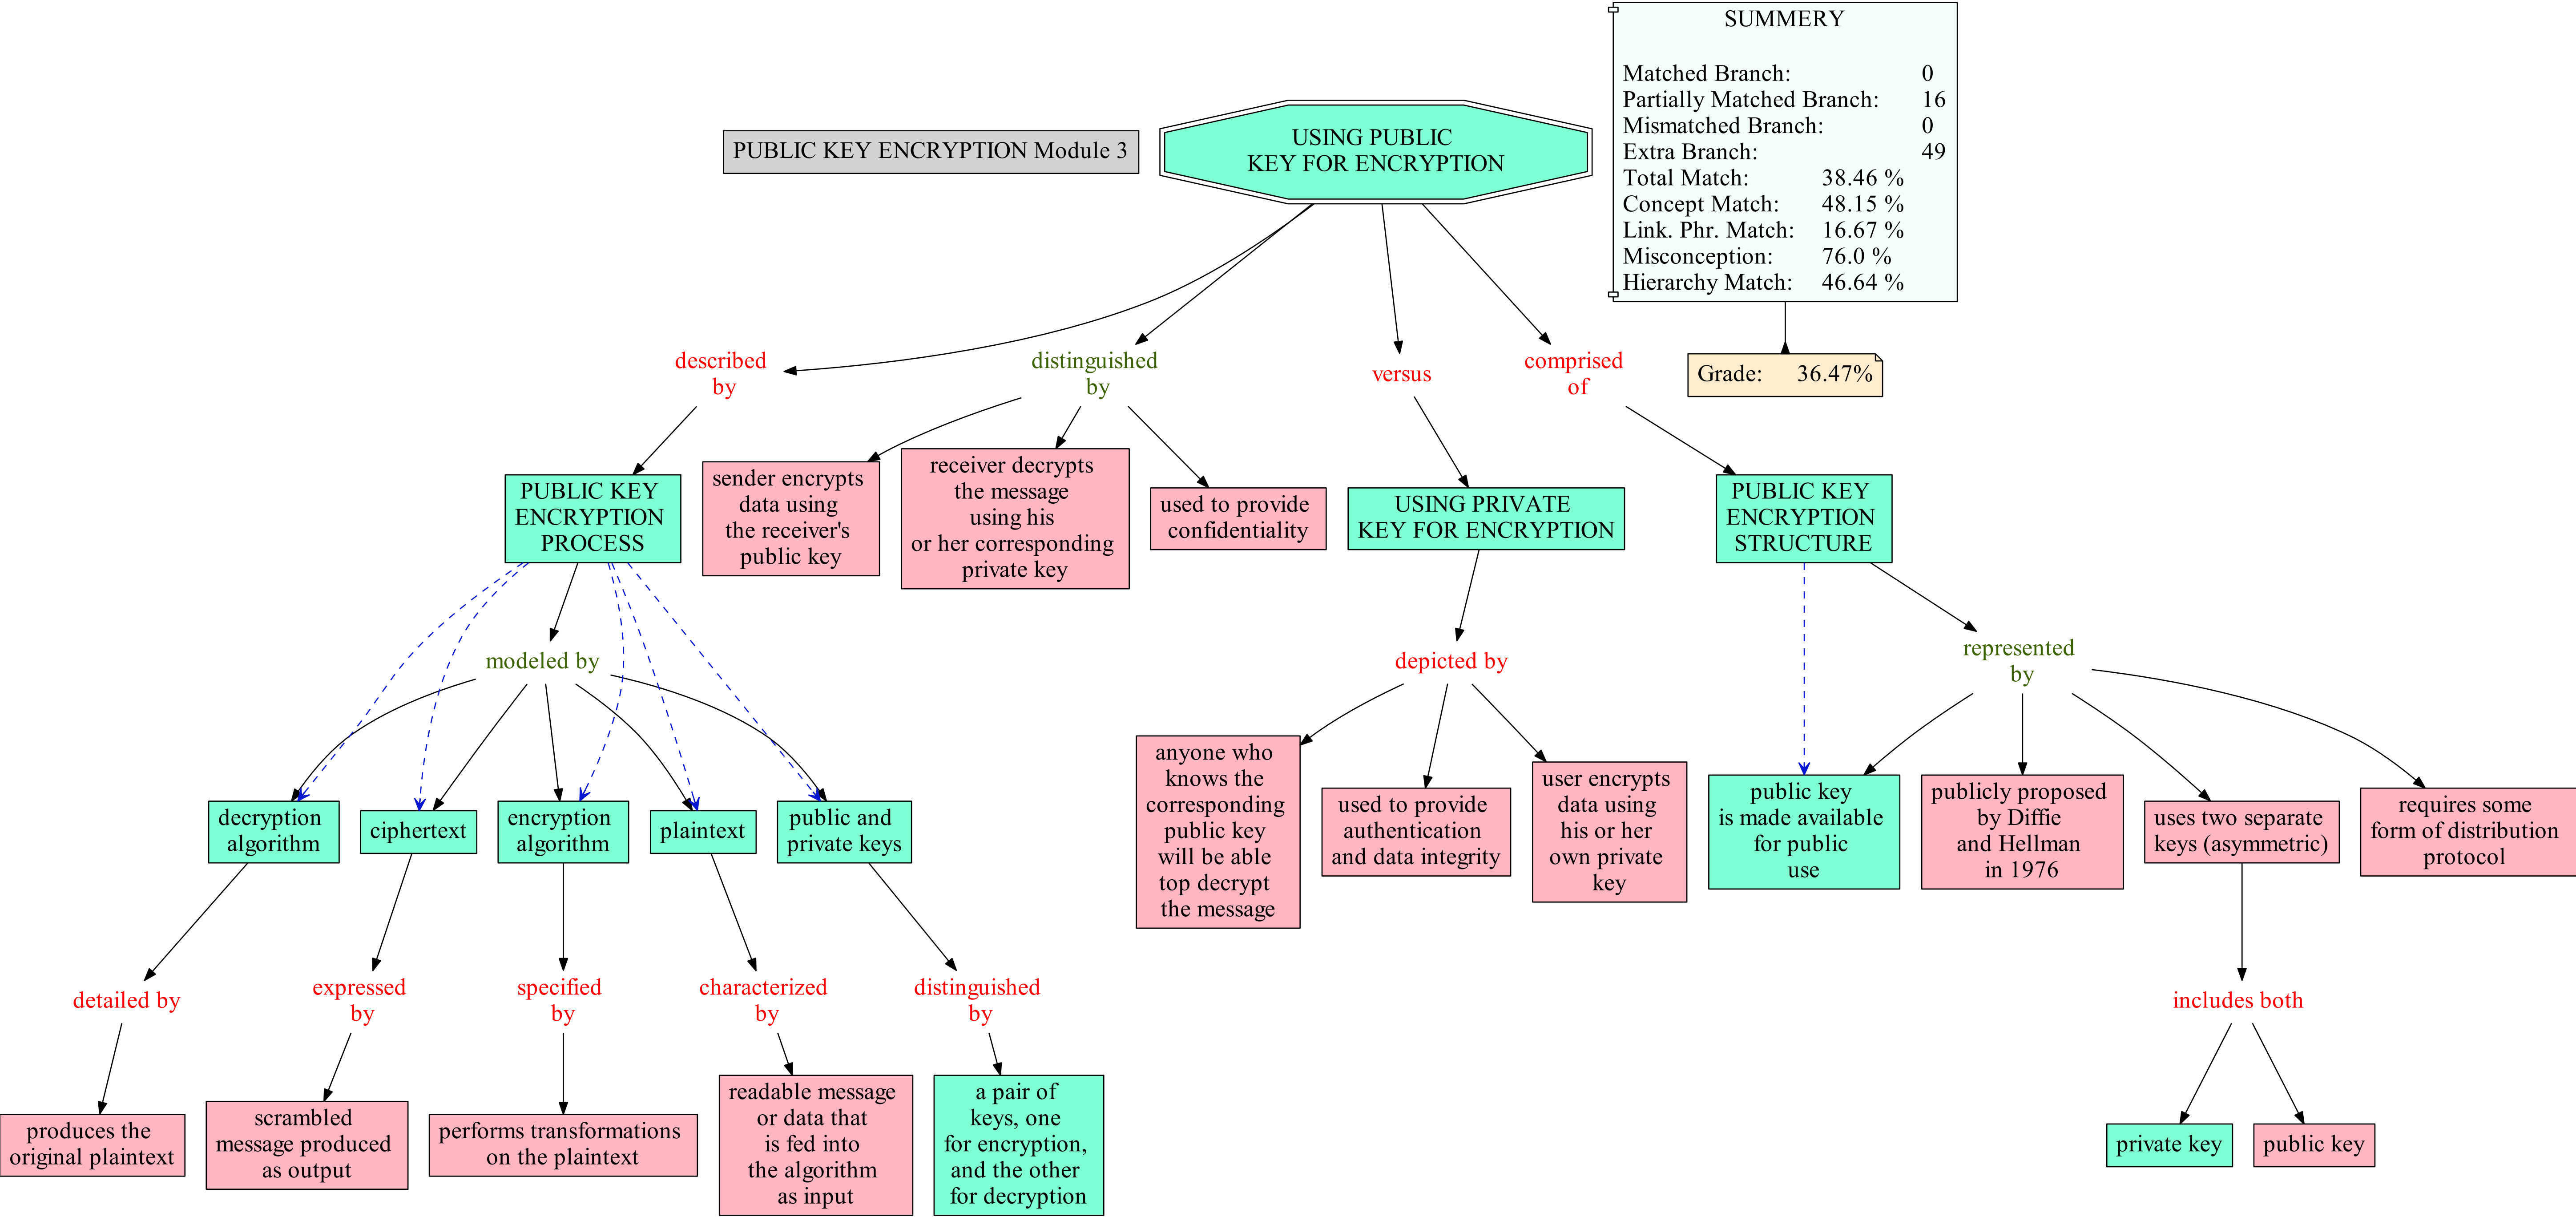 SUMMERY
Matched Branch: 0
Partially Matched Branch: 16
Mismatched Branch: 0
Extra Branch: 49
Total Match: 38.46 %
Concept Match: 48.15 %
Link. Phr. Match: 16.67 %
Misconception: 76.0 %
Hierarchy Match: 46.64 %
PUBLIC KEY ENCRYPTION Module 3
USING PUBLIC
KEY FOR ENCRYPTION
Grade: 36.47%
described
by
distinguished
by
versus
comprised
of
PUBLIC KEY
ENCRYPTION
PROCESS
sender encrypts
data using
the receiver's
public key
receiver decrypts
the message
using his
or her corresponding
private key
used to provide
confidentiality
USING PRIVATE
KEY FOR ENCRYPTION
PUBLIC KEY
ENCRYPTION
STRUCTURE
modeled by
depicted by
represented
by
decryption
algorithm
ciphertext
encryption
algorithm
plaintext
public and
private keys
anyone who
knows the
corresponding
public key
will be able
top decrypt
the message
used to provide
authentication
and data integrity
user encrypts
data using
his or her
own private
key
public key
is made available
for public
use
publicly proposed
by Diffie
and Hellman
in 1976
uses two separate
keys (asymmetric)
requires some
form of distribution
protocol
detailed by
expressed
by
specified
by
characterized
by
distinguished
by
includes both
produces the
original plaintext
scrambled
message produced
as output
performs transformations
on the plaintext
readable message
or data that
is fed into
the algorithm
as input
a pair of
keys, one
for encryption,
and the other
for decryption
private key
public key